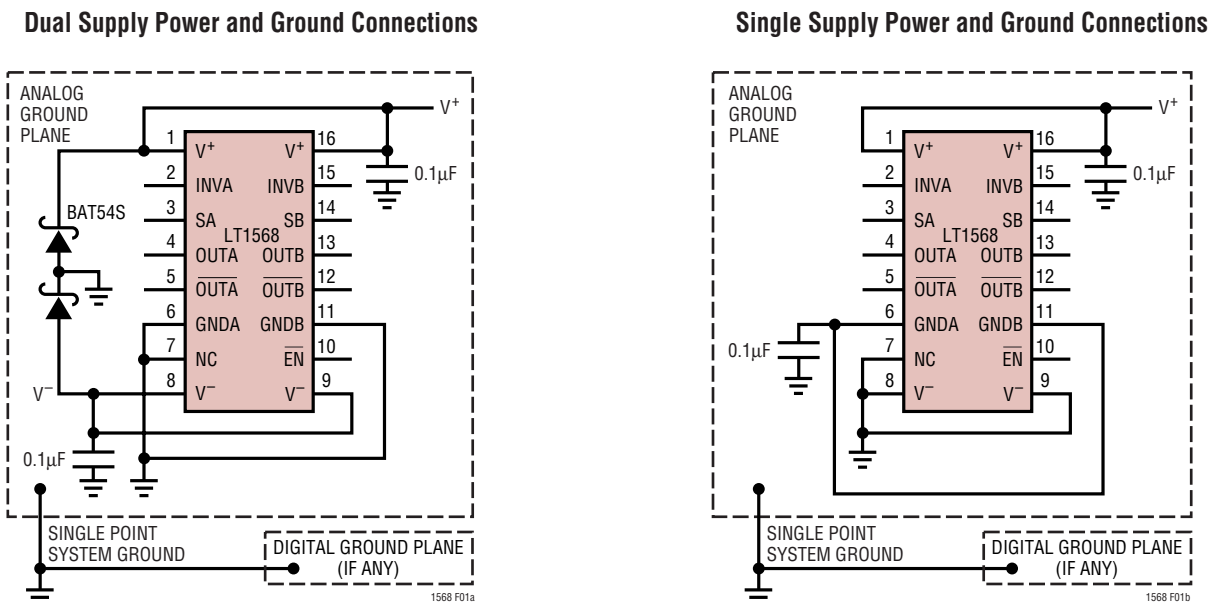 Dual Supply Power and Ground Connections
ANALOG
GROUND
PLANE
V+
1
V+
V+
16
0.1µF
2
INVA
INVB
15
BAT54S
3
SA
SB
14
LT1568
4
OUTA
OUTB
13
5
OUTA
OUTB
12
6
GNDA
GNDB
11
7
NC
EN
10
V–
8
V–
V–
9
0.1µF
SINGLE POINT
SYSTEM GROUND
DIGITAL GROUND PLANE
(IF ANY)
1568 F01a
Single Supply Power and Ground Connections
ANALOG
GROUND
PLANE
V+
1
V+
V+
16
0.1µF
2
INVA
INVB
15
3
SA
SB
14
LT1568
4
OUTA
OUTB
13
5
OUTA
OUTB
12
6
GNDA
GNDB
11
0.1µF
7
NC
EN
10
8
V–
V–
9
SINGLE POINT
SYSTEM GROUND
DIGITAL GROUND PLANE
(IF ANY)
1568 F01b